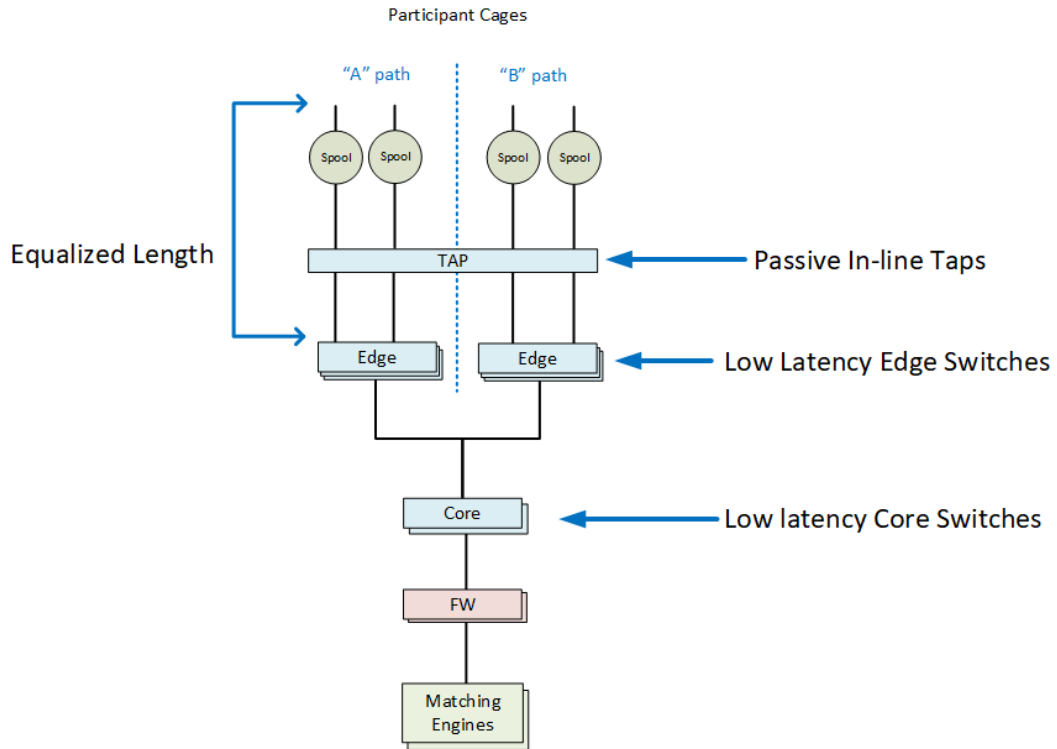 Participant Cages
“A” path
“B” path
Spool
Spool
Spool
Spool
Equalized Length
TAP
Passive In-line Taps
Edge
Edge
Low Latency Edge Switches
Core
Low latency Core Switches
FW
Matching
Engines